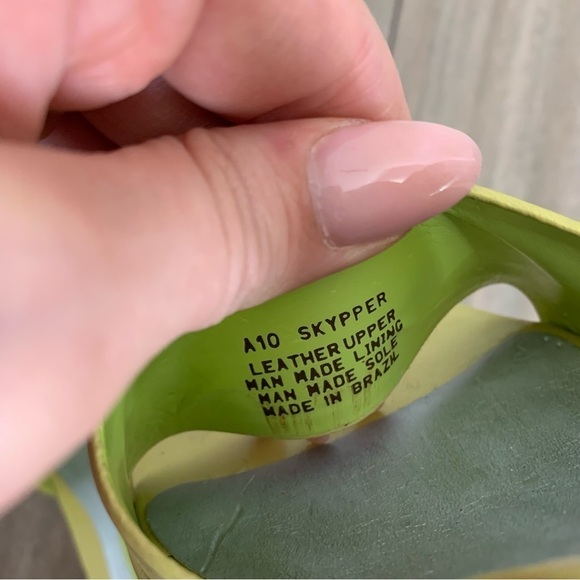 A10 SKYPPER
LEATHER UPPER
MAN MADE LINING
MAN MADE SOLE
MADE IN BRAZIL